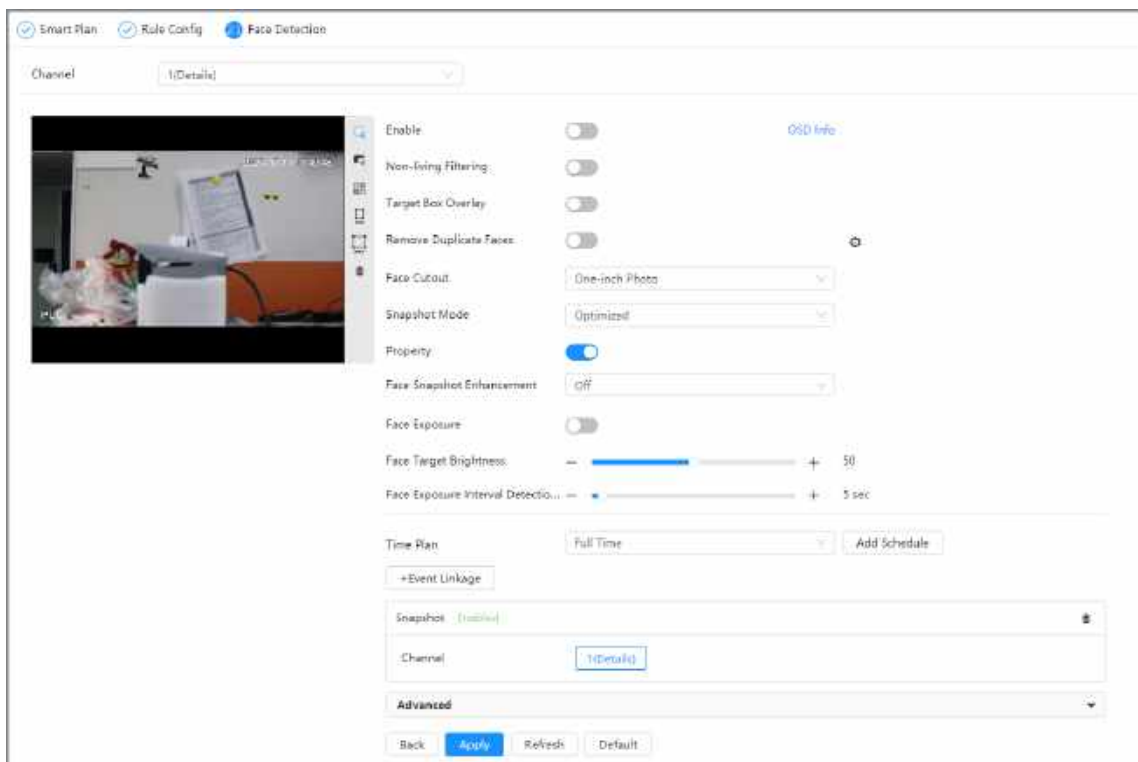 Smart Plan Rule Config Face Detection
Channel 1(Details)
Enable OSD Info
Non-living Filtering
Target Box Overlay
Remove Duplicate Faces
Face Cutout One-inch Photo
Snapshot Mode Optimized
Property
Face Snapshot Enhancement Off
Face Exposure
Face Target Brightness 50
Face Exposure Interval Detectio... 5 sec
Time Plan Full Time Add Schedule
+Event Linkage
Snapshot Enabled
Channel 1(Details)
Advanced
Back Apply Refresh Default